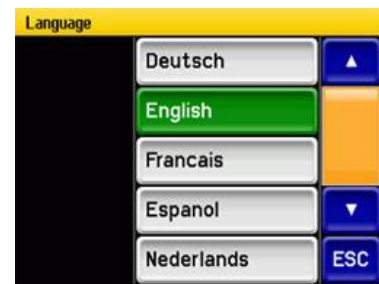 Language
Deutsch
▲
English
Francais
Espanol
▼
Nederlands
ESC